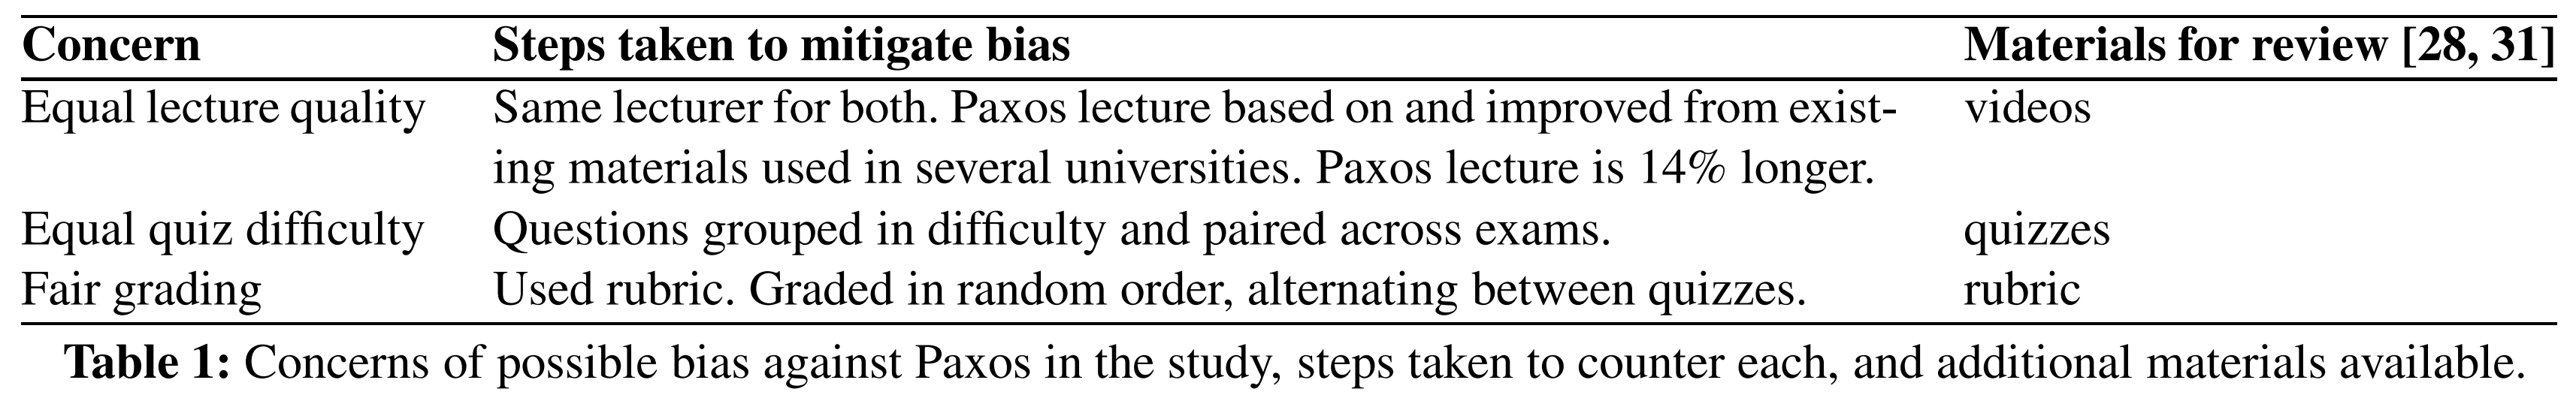 Concern Steps taken to mitigate bias Materials for review [28, 31]
Equal lecture quality Same lecturer for both. Paxos lecture based on and improved from exist- videos
ing materials used in several universities. Paxos lecture is 14% longer.
Equal quiz difficulty Questions grouped in difficulty and paired across exams. quizzes
Fair grading Used rubric. Graded in random order, alternating between quizzes. rubric
Table 1: Concerns of possible bias against Paxos in the study, steps taken to counter each, and additional materials available.